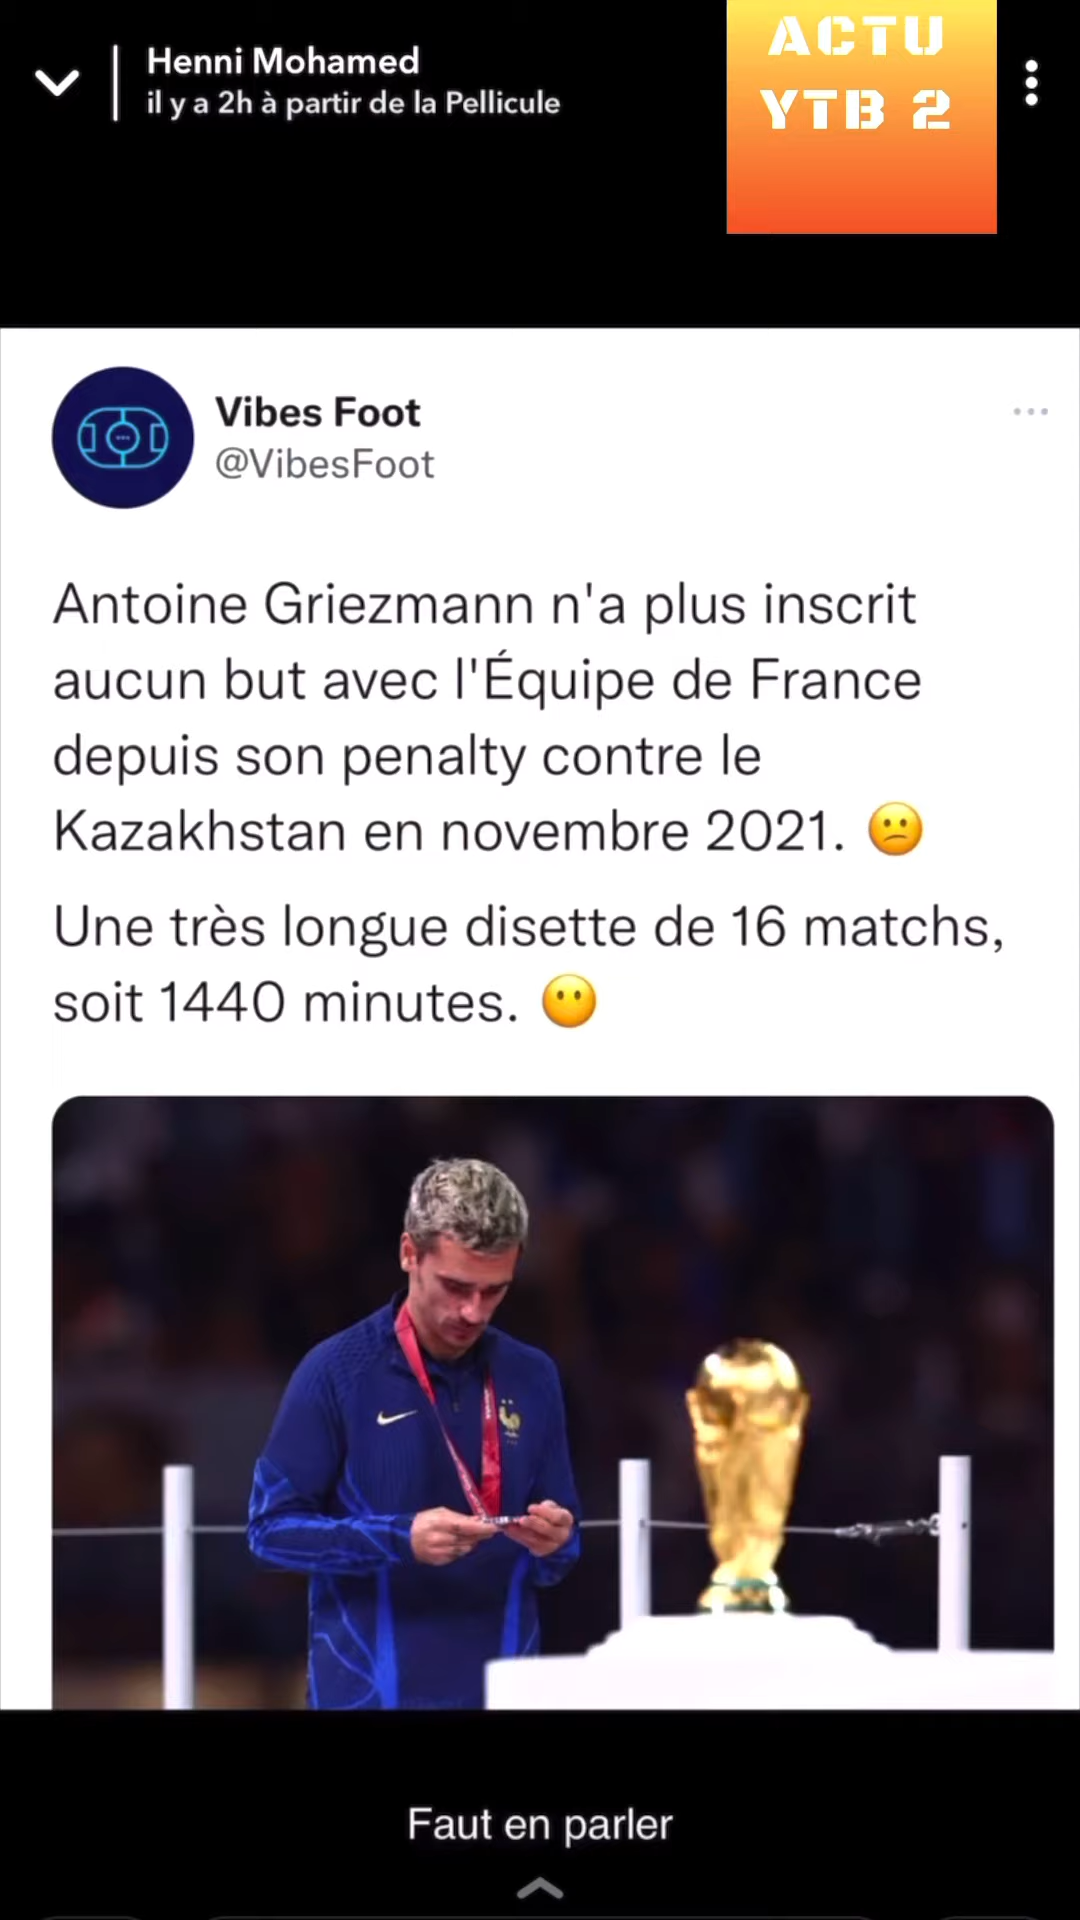 Henni Mohamed
il y a 2h à partir de la Pellicule
ACTU
YTB 2
Vibes Foot
@VibesFoot
Antoine Griezmann n'a plus inscrit
aucun but avec l'Équipe de France
depuis son penalty contre le
Kazakhstan en novembre 2021. 😕
Une très longue disette de 16 matchs,
soit 1440 minutes. 😶
Faut en parler